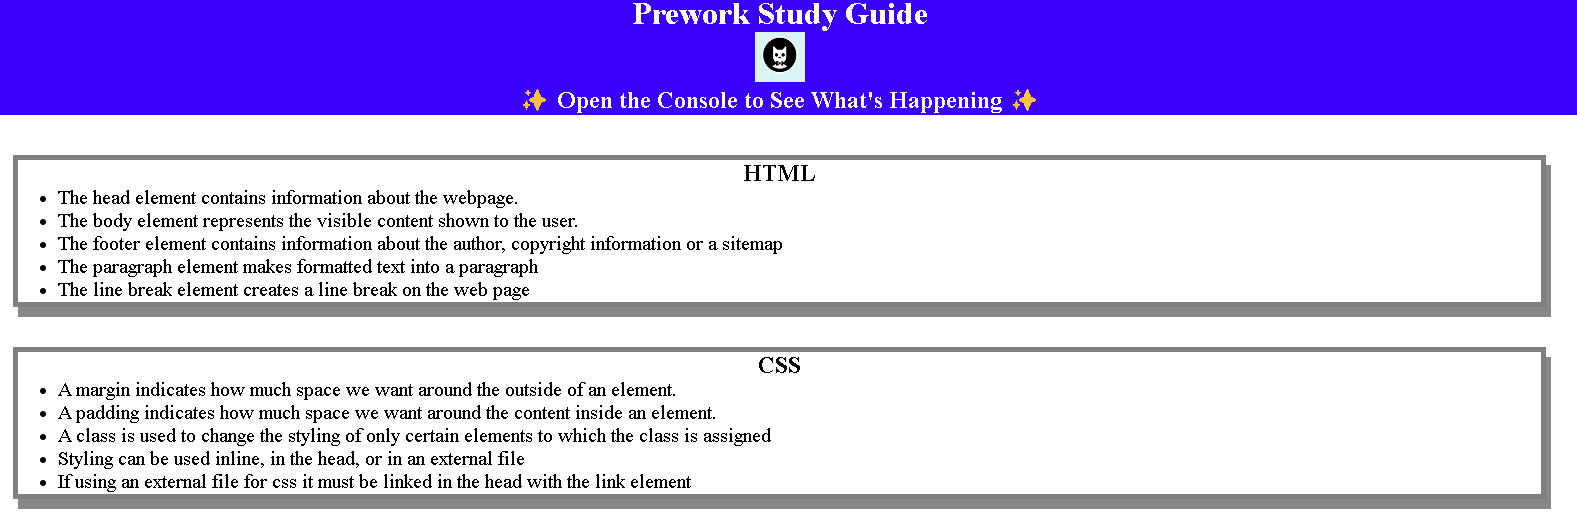 Prework Study Guide
✨ Open the Console to See What's Happening ✨
HTML
• The head element contains information about the webpage.
• The body element represents the visible content shown to the user.
• The footer element contains information about the author, copyright information or a sitemap
• The paragraph element makes formatted text into a paragraph
• The line break element creates a line break on the web page
CSS
• A margin indicates how much space we want around the outside of an element.
• A padding indicates how much space we want around the content inside an element.
• A class is used to change the styling of only certain elements to which the class is assigned
• Styling can be used inline, in the head, or in an external file
• If using an external file for css it must be linked in the head with the link element